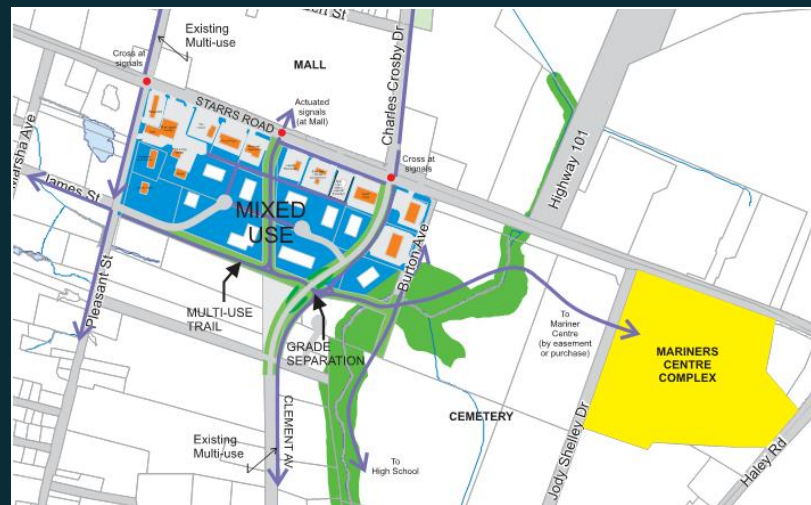 Existing
Multi-use
Cross at
signals
MALL
Charles Crosby Dr
Actuated
signals
(at Mall)
STARRS ROAD
Highway 101
Marsha Ave
Cross at
signals
James St
MIXED
USE
Burton Ave
Pleasant St
MULTI-USE
TRAIL
GRADE
SEPARATION
To
Mariner
Centre
(by easement
or purchase)
MARINERS
CENTRE
COMPLEX
CLEMENT AV
CEMETERY
Jody Shelley Dr
Haley Rd
Existing
Multi-use
To
High School